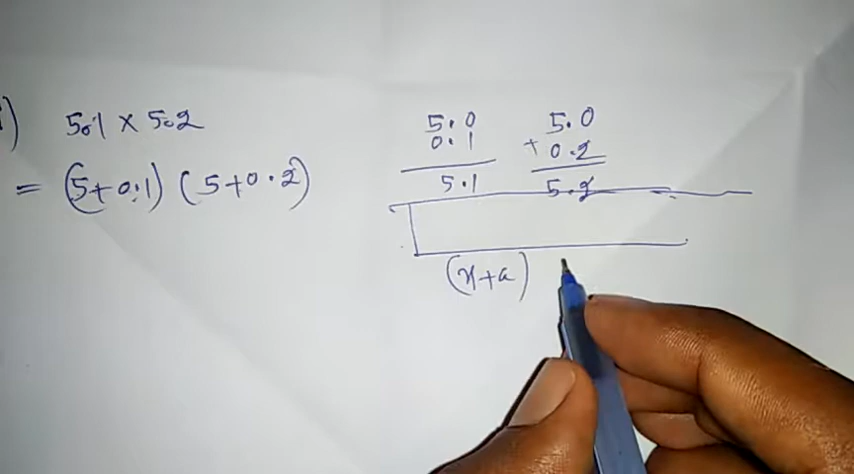 i)
5.1 × 5.2
= (5+0.1) (5+0.2)
5.0
0.1
5.1
5.0
+ 0.2
5.2
(x+a)